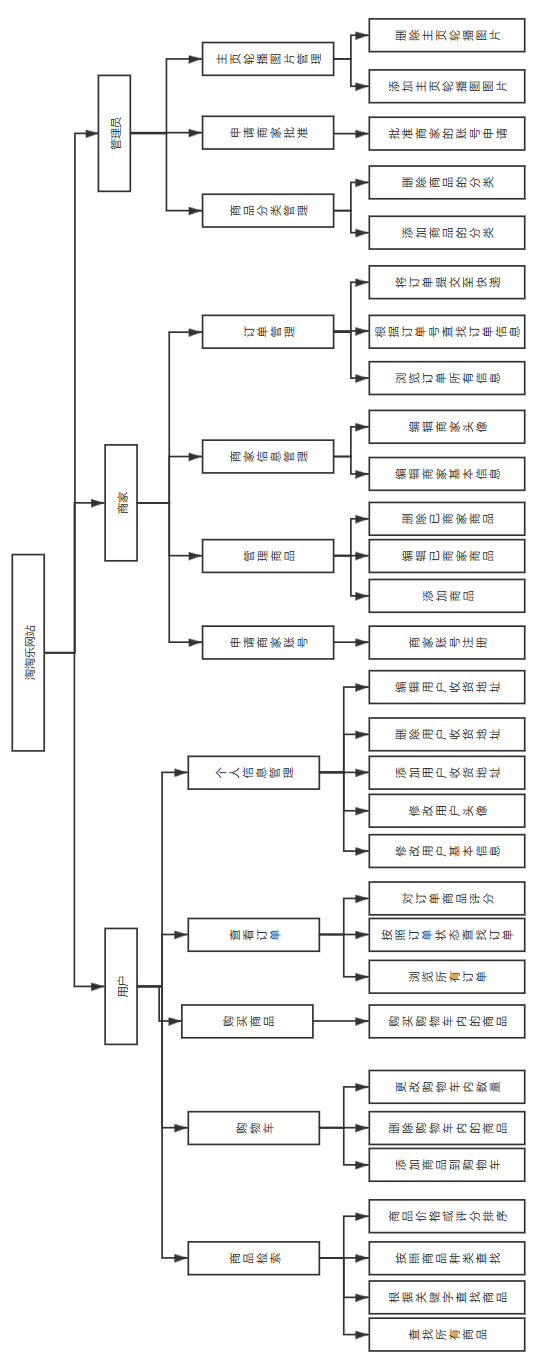 淘淘乐网站
用户
商家
管理员
商品检索
购物车
购买商品
查看订单
个人信息管理
申请商家账号
管理商品
商家信息管理
订单管理
商品分类管理
申请商家批准
主页轮播图片管理
查找所有商品
根据关键字查找商品
按照商品种类查找
商品价格或评分排序
添加商品到购物车
删除购物车内的商品
更改购物车内数量
购买购物车内的商品
浏览所有订单
按照订单状态查找订单
对订单商品评分
修改用户基本信息
修改用户头像
添加用户收货地址
删除用户收货地址
编辑用户收货地址
商家账号注册
添加商品
编辑已商家商品
删除已商家商品
编辑商家基本信息
编辑商家头像
浏览订单所有信息
根据订单号查找订单信息
将订单提交至快递
添加商品的分类
删除商品的分类
批准商家的账号申请
添加主页轮播图图片
删除主页轮播图片